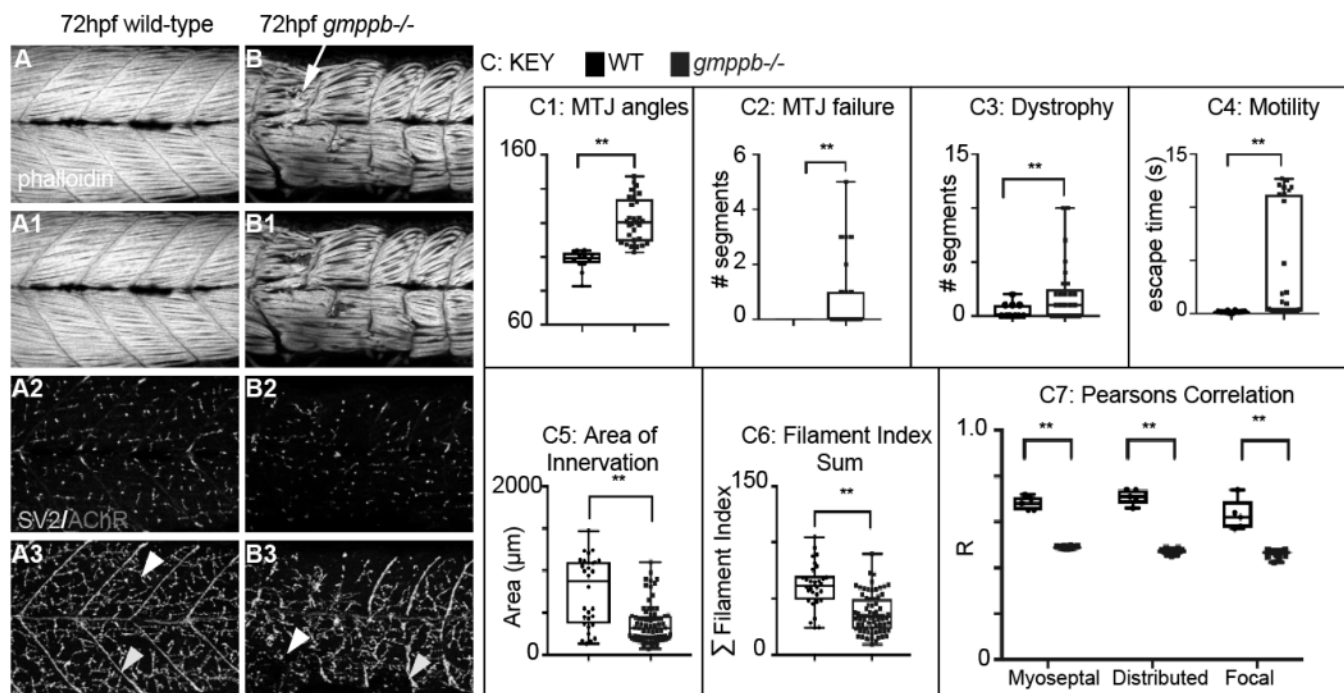 72hpf wild-type
72hpf gmppb-/-
A
phalloidin
B
A1
B1
A2
SV2/AChR
B2
A3
B3
C: KEY WT gmppb-/-
C1: MTJ angles
**
160
60
C2: MTJ failure
**
# segments
6
4
2
0
C3: Dystrophy
**
# segments
15
0
C4: Motility
**
escape time (s)
15
0
C5: Area of
Innervation
**
Area (µm)
2000
0
C6: Filament Index
Sum
**
∑ Filament Index
150
0
C7: Pearsons Correlation
** ** **
R
1.0
0
Myoseptal Distributed Focal